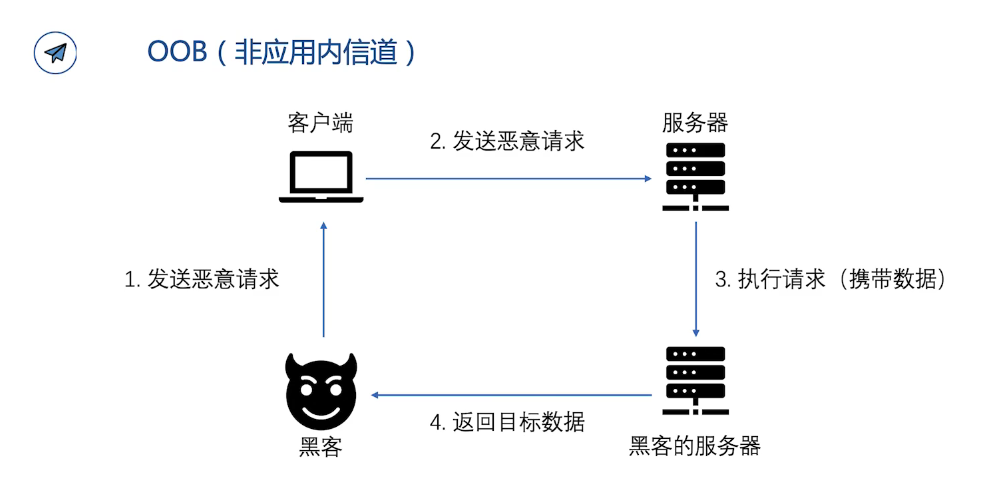 OOB（非应用内信道）
客户端
服务器
2. 发送恶意请求
1. 发送恶意请求
3. 执行请求（携带数据）
4. 返回目标数据
黑客
黑客的服务器